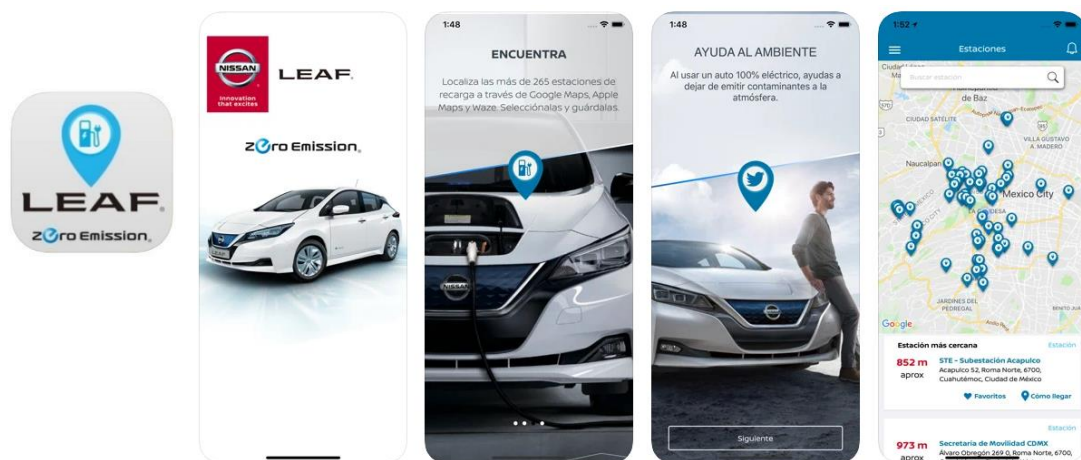 LEAF
zero Emission
NISSAN
Innovation
that excites
LEAF
zero Emission
LEAF
1:48
ENCUENTRA
Localiza las más de 265 estaciones de
recarga a través de Google Maps, Apple
Maps y Waze. Selecciónalas y guárdalas.
NISSAN
1:48
AYUDA AL AMBIENTE
Al usar un auto 100% eléctrico, ayudas a
dejar de emitir contaminantes a la
atmósfera.
Siguiente
1:52
Estaciones
Buscar estación
de Baz
CIUDAD SATÉLITE
VILLA GUSTAVO
A. MADERO
Naucalpan
Mexico City
JARDINES DEL
PEDREGAL
Google
Estación más cercana
Estación
852 m
aprox
STE - Subestación Acapulco
Acapulco 52, Roma Norte, 6700,
Cuahutémoc, Ciudad de México
Favoritos
Cómo llegar
Estación
973 m
aprox
Secretaría de Movilidad CDMX
Álvaro Obregón 269 0, Roma Norte, 6700,